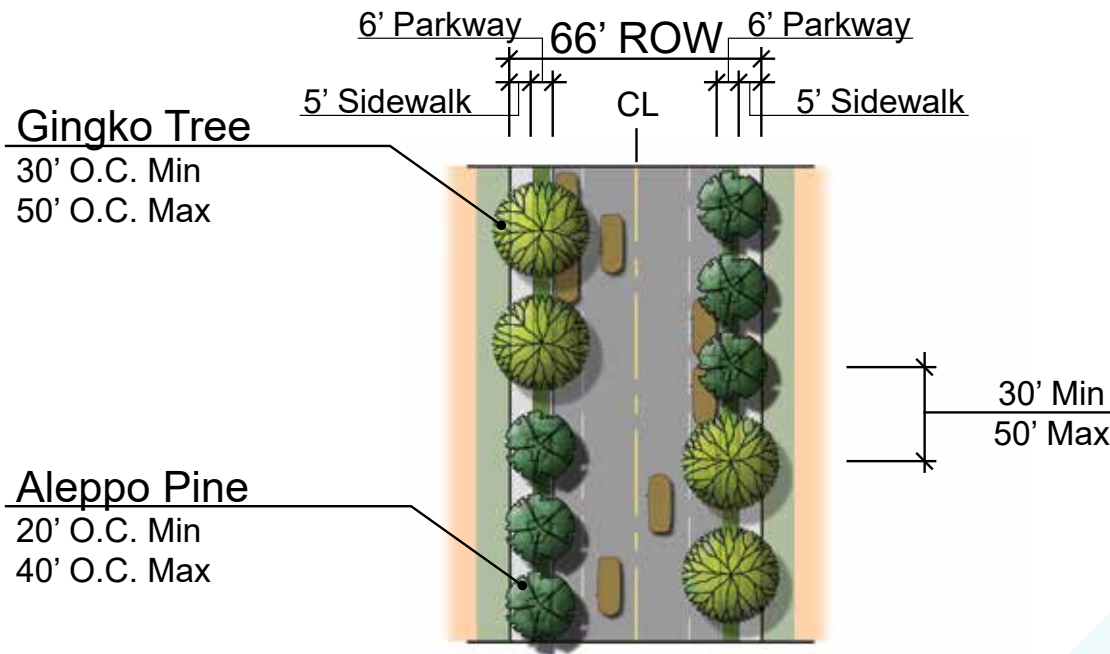 6’ Parkway
66’ ROW
6’ Parkway
5’ Sidewalk
CL
5’ Sidewalk
Gingko Tree
30’ O.C. Min
50’ O.C. Max
30’ Min
50’ Max
Aleppo Pine
20’ O.C. Min
40’ O.C. Max